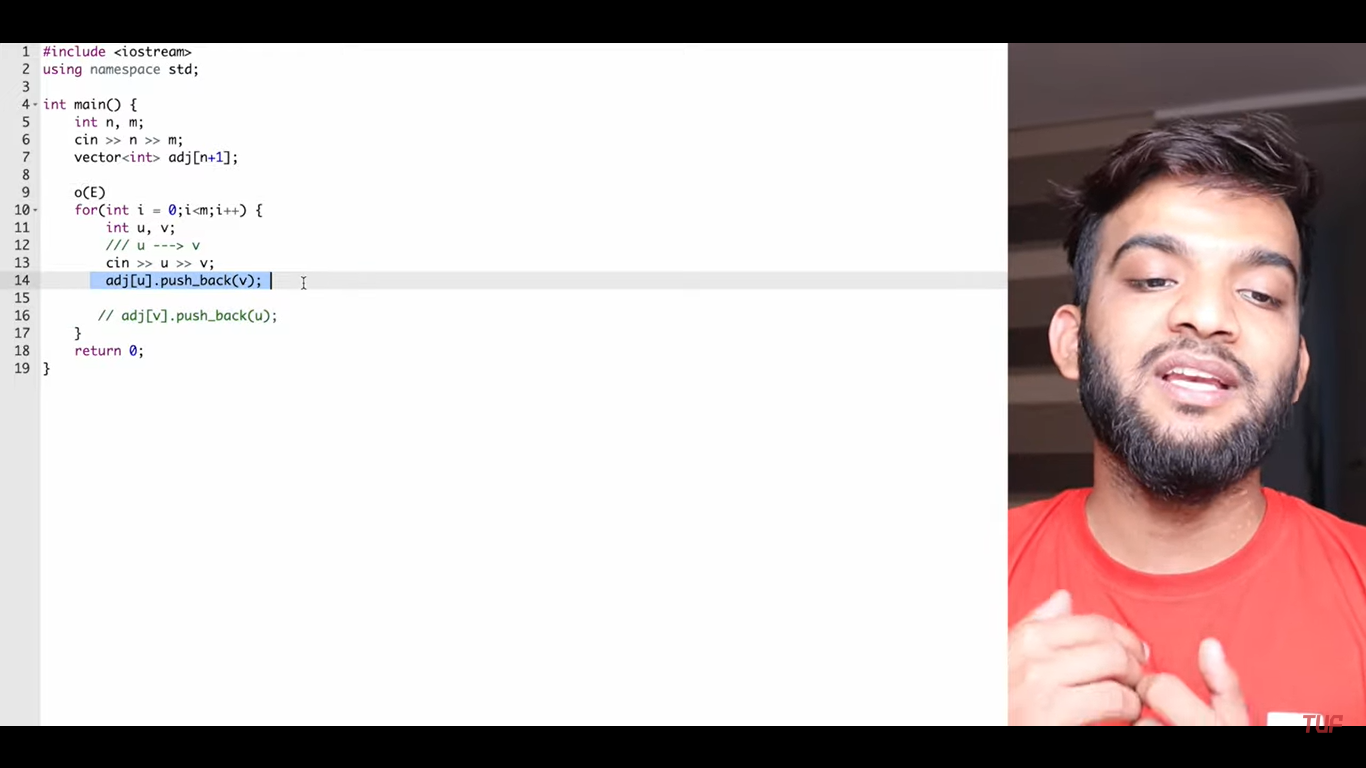 1 #include <iostream>
2 using namespace std;
3
4 int main() {
5 int n, m;
6 cin >> n >> m;
7 vector<int> adj[n+1];
8
9 o(E)
10 for(int i = 0;i<m;i++) {
11 int u, v;
12 /// u ---> v
13 cin >> u >> v;
14 adj[u].push_back(v);
15
16 // adj[v].push_back(u);
17 }
18 return 0;
19 }
TUF